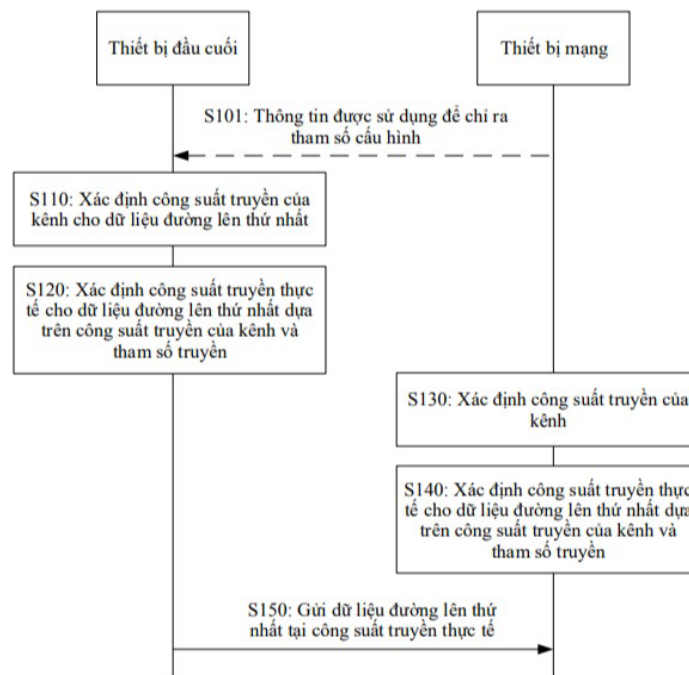 Thiết bị đầu cuối
Thiết bị mạng
S101: Thông tin được sử dụng để chỉ ra
tham số cấu hình
S110: Xác định công suất truyền của
kênh cho dữ liệu đường lên thứ nhất
S120: Xác định công suất truyền thực
tế cho dữ liệu đường lên thứ nhất dựa
trên công suất truyền của kênh và
tham số truyền
S130: Xác định công suất truyền của
kênh
S140: Xác định công suất truyền thực
tế cho dữ liệu đường lên thứ nhất dựa
trên công suất truyền của kênh và
tham số truyền
S150: Gửi dữ liệu đường lên thứ
nhất tại công suất truyền thực tế